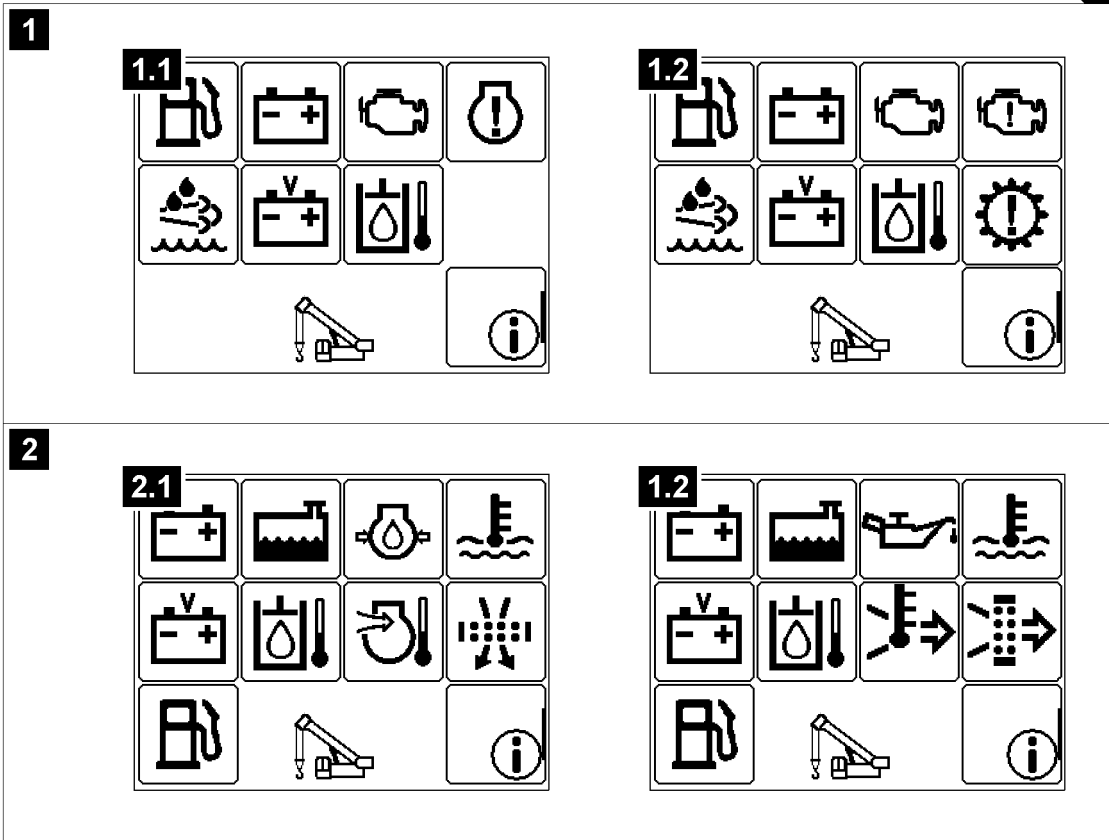 1
1.1
1.2
- +
- +
!
!
V
- +
V
- +
!
i
i
2
2.1
1.2
- +
- +
V
- +
V
- +
i
i